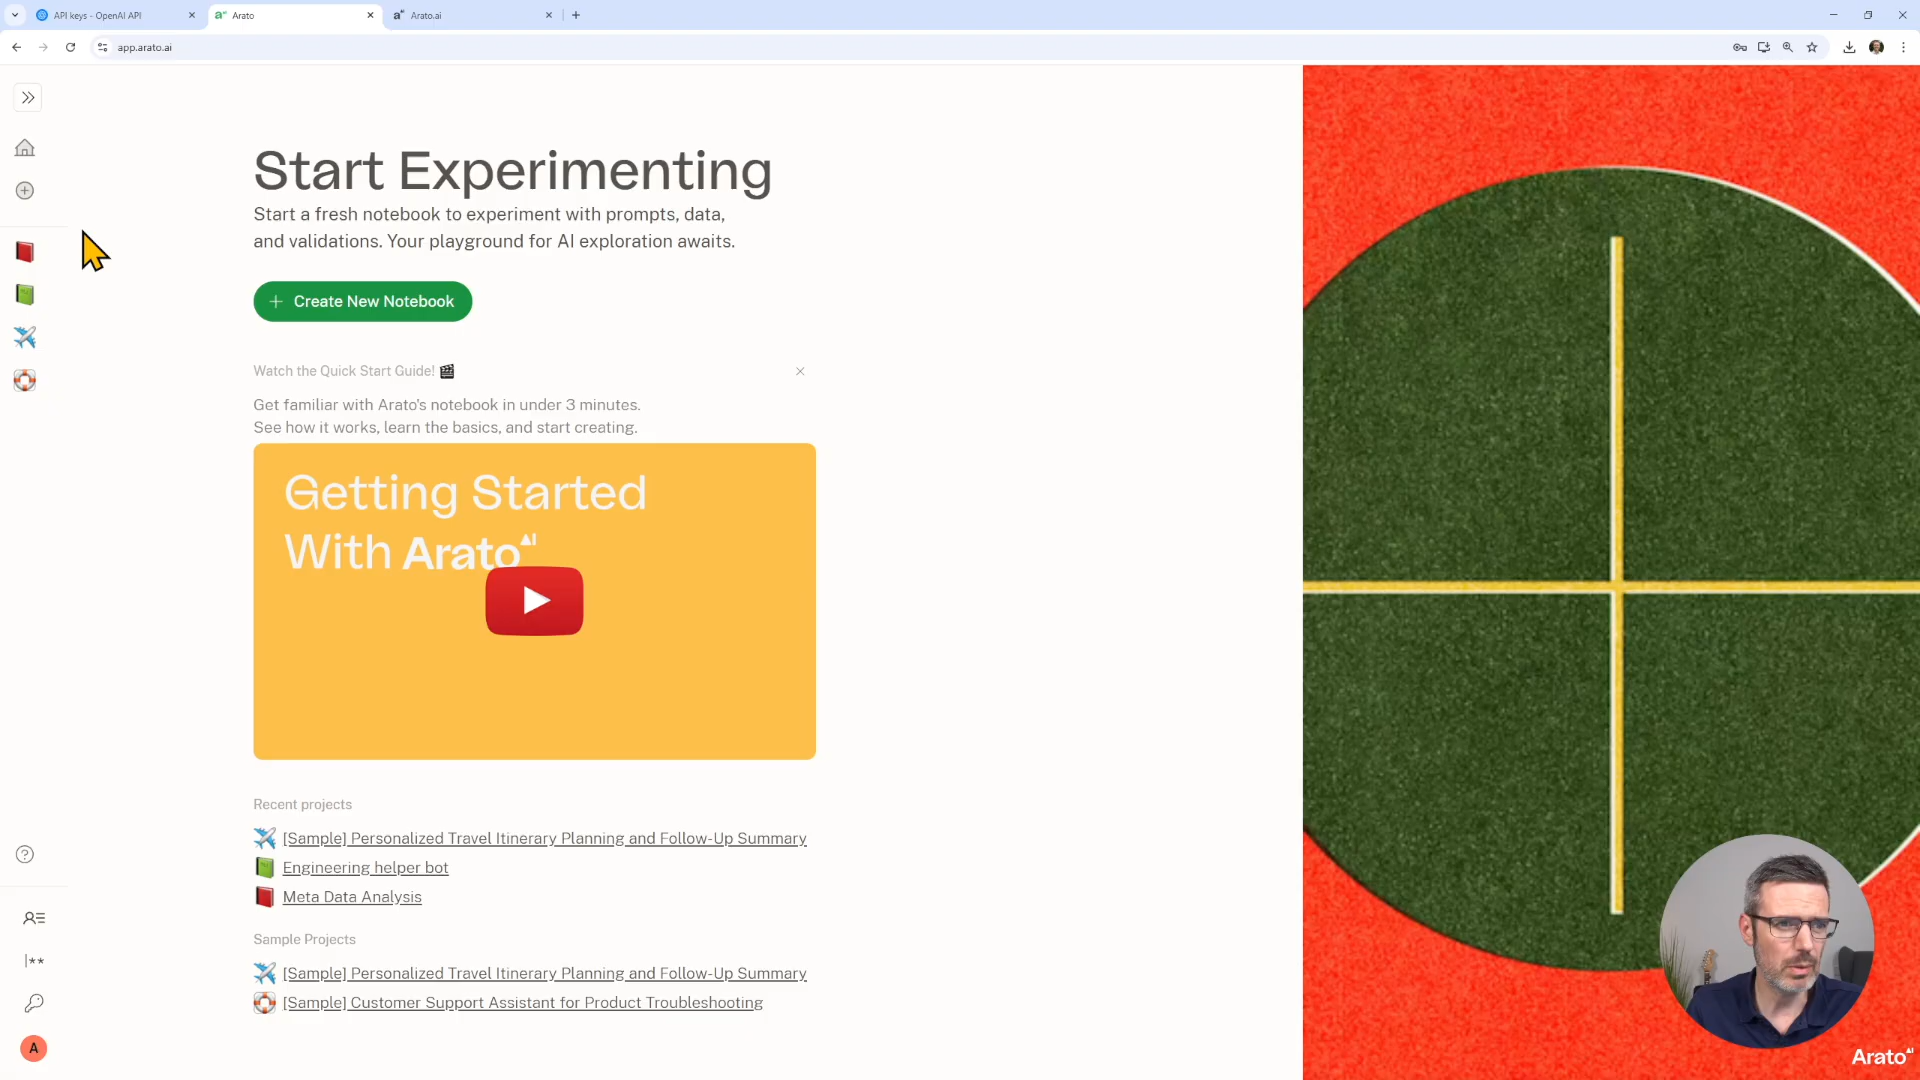 API keys - OpenAI API
Arato
Arato.ai
app.arato.ai
Start Experimenting
Start a fresh notebook to experiment with prompts, data,
and validations. Your playground for AI exploration awaits.
Create New Notebook
Watch the Quick Start Guide!
Get familiar with Arato's notebook in under 3 minutes.
See how it works, learn the basics, and start creating.
Getting Started
With Arato AI
Recent projects
[Sample] Personalized Travel Itinerary Planning and Follow-Up Summary
Engineering helper bot
Meta Data Analysis
Sample Projects
[Sample] Personalized Travel Itinerary Planning and Follow-Up Summary
[Sample] Customer Support Assistant for Product Troubleshooting
A
Arato AI